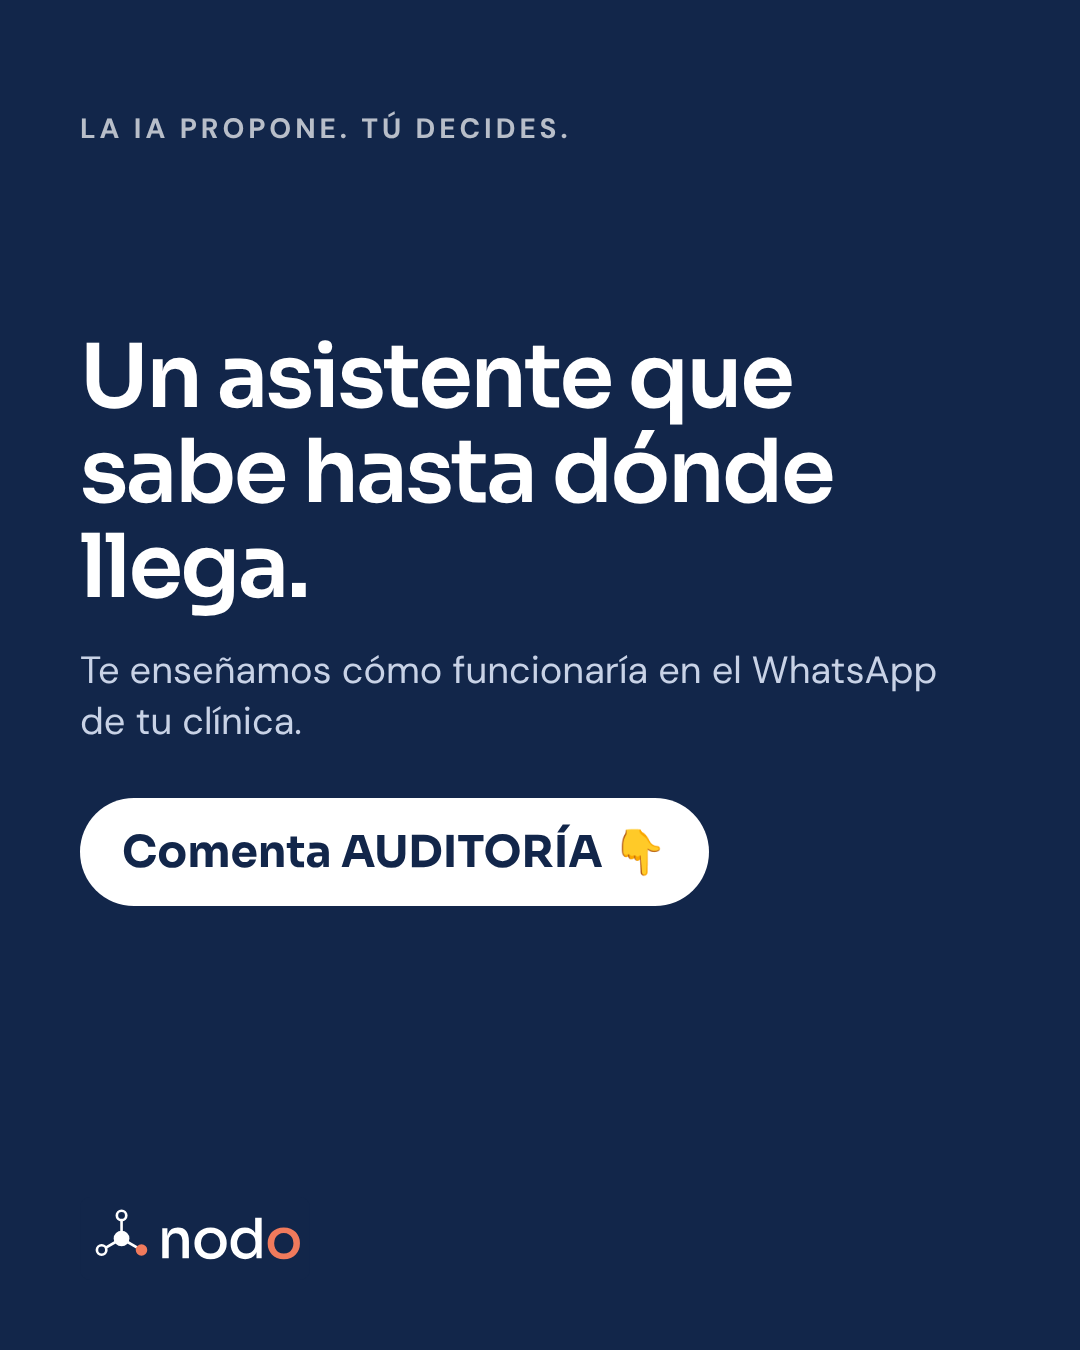 LA IA PROPONE. TÚ DECIDES.
Un asistente que
sabe hasta dónde
llega.
Te enseñamos cómo funcionaría en el WhatsApp
de tu clínica.
Comenta AUDITORÍA 👇
nodo